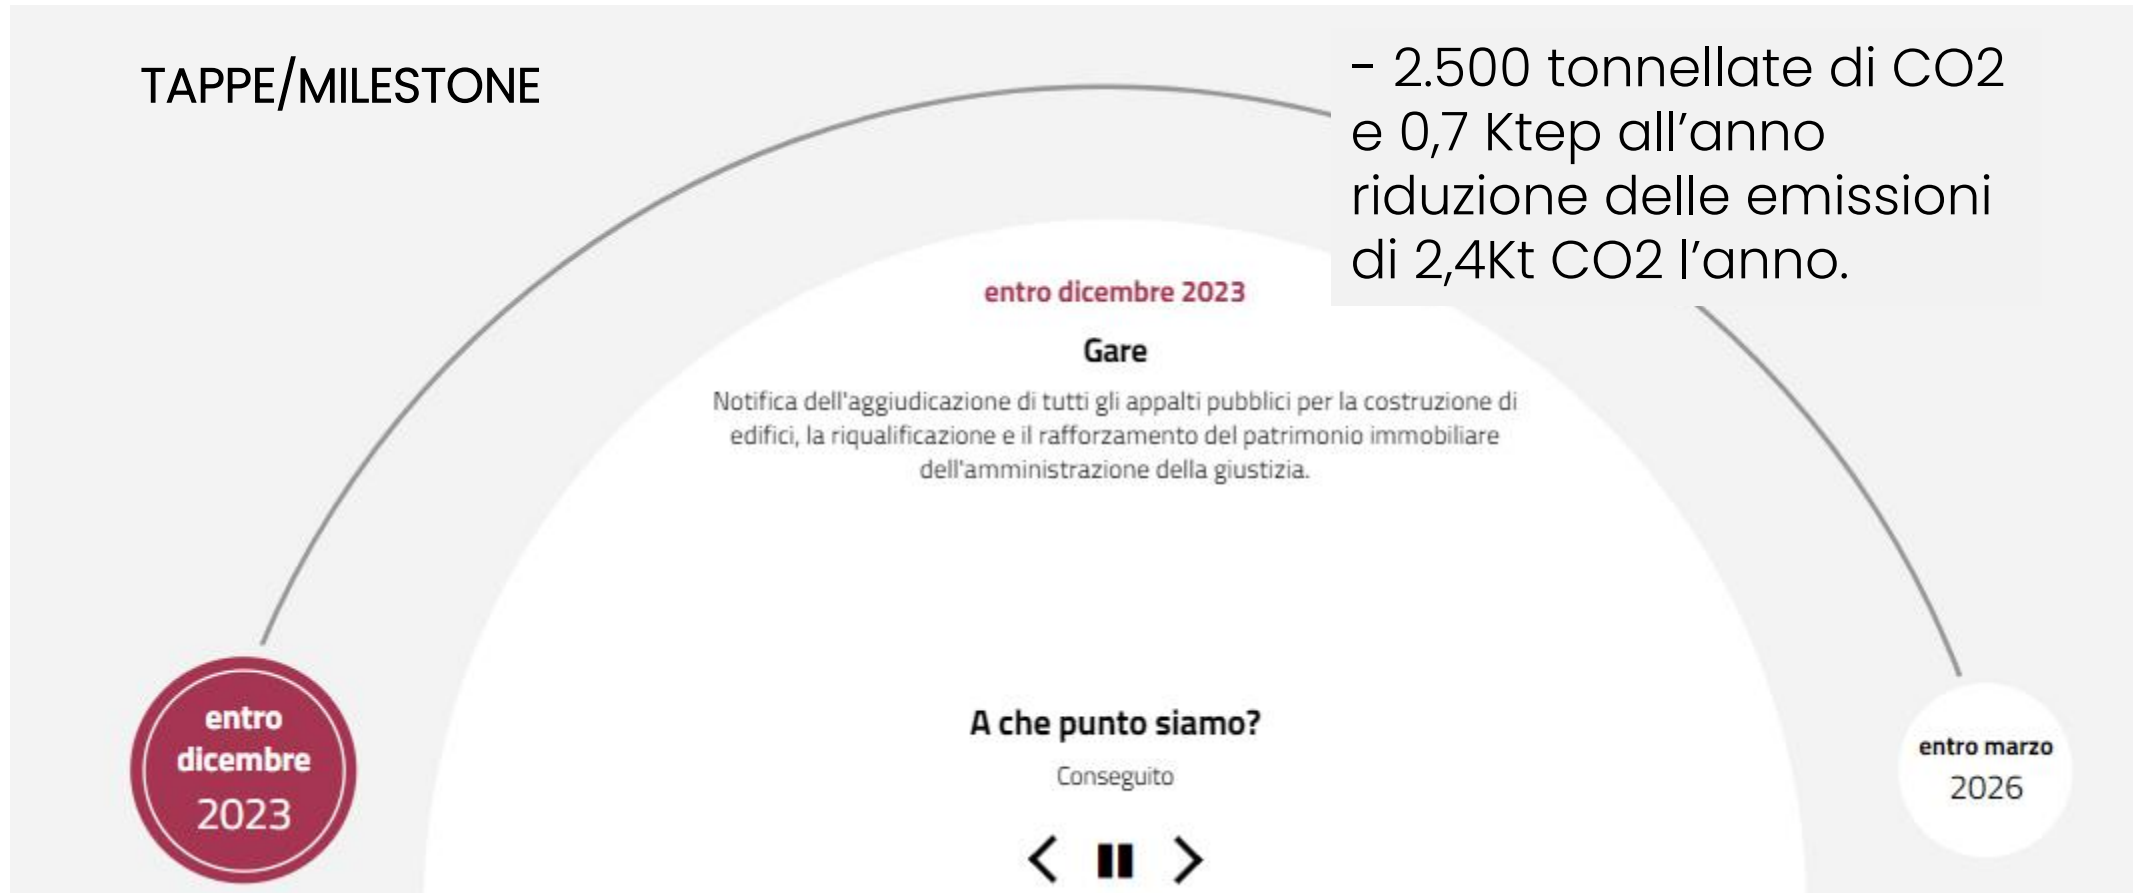 TAPPE/MILESTONE
- 2.500 tonnellate di CO2
e 0,7 Ktep all’anno
riduzione delle emissioni
di 2,4Kt CO2 l’anno.
entro dicembre 2023
Gare
Notifica dell'aggiudicazione di tutti gli appalti pubblici per la costruzione di
edifici, la riqualificazione e il rafforzamento del patrimonio immobiliare
dell'amministrazione della giustizia.
entro
dicembre
2023
A che punto siamo?
Conseguito
entro marzo
2026